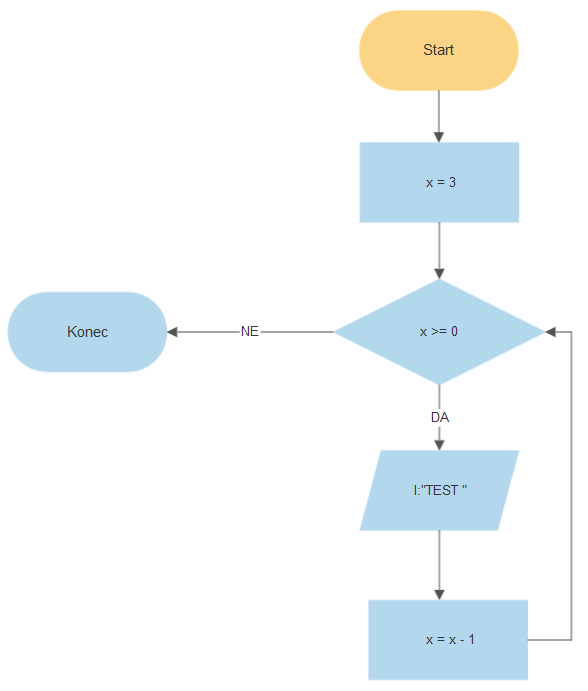 Start
x = 3
x >= 0
NE
Konec
DA
I:"TEST "
x = x - 1